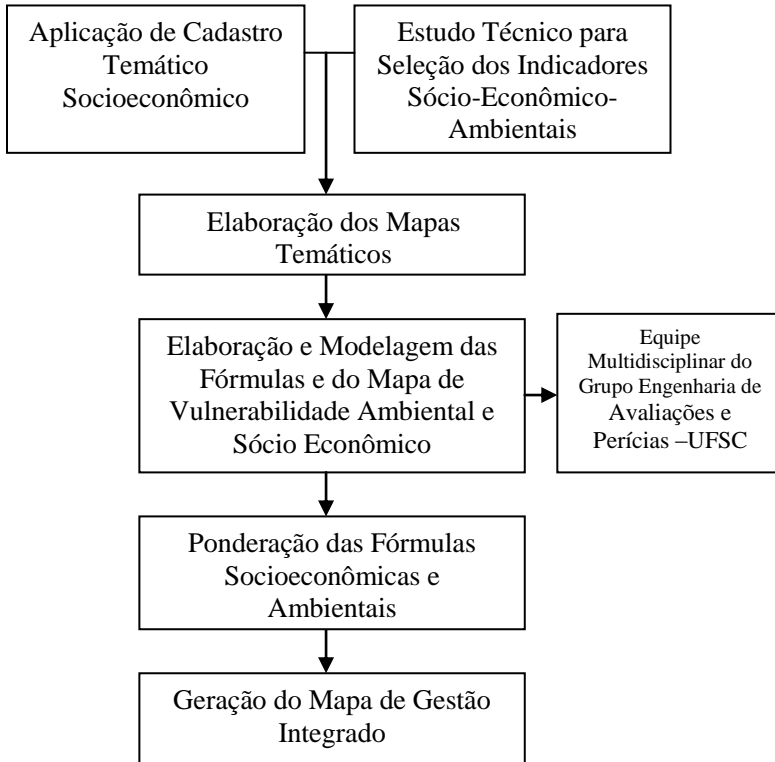 Aplicação de Cadastro
Temático
Socioeconômico
Estudo Técnico para
Seleção dos Indicadores
Sócio-Econômico-
Ambientais
Elaboração dos Mapas
Temáticos
Elaboração e Modelagem das
Fórmulas e do Mapa de
Vulnerabilidade Ambiental e
Sócio Econômico
Equipe
Multidisciplinar do
Grupo Engenharia de
Avaliações e
Perícias –UFSC
Ponderação das Fórmulas
Socioeconômicas e
Ambientais
Geração do Mapa de Gestão
Integrado